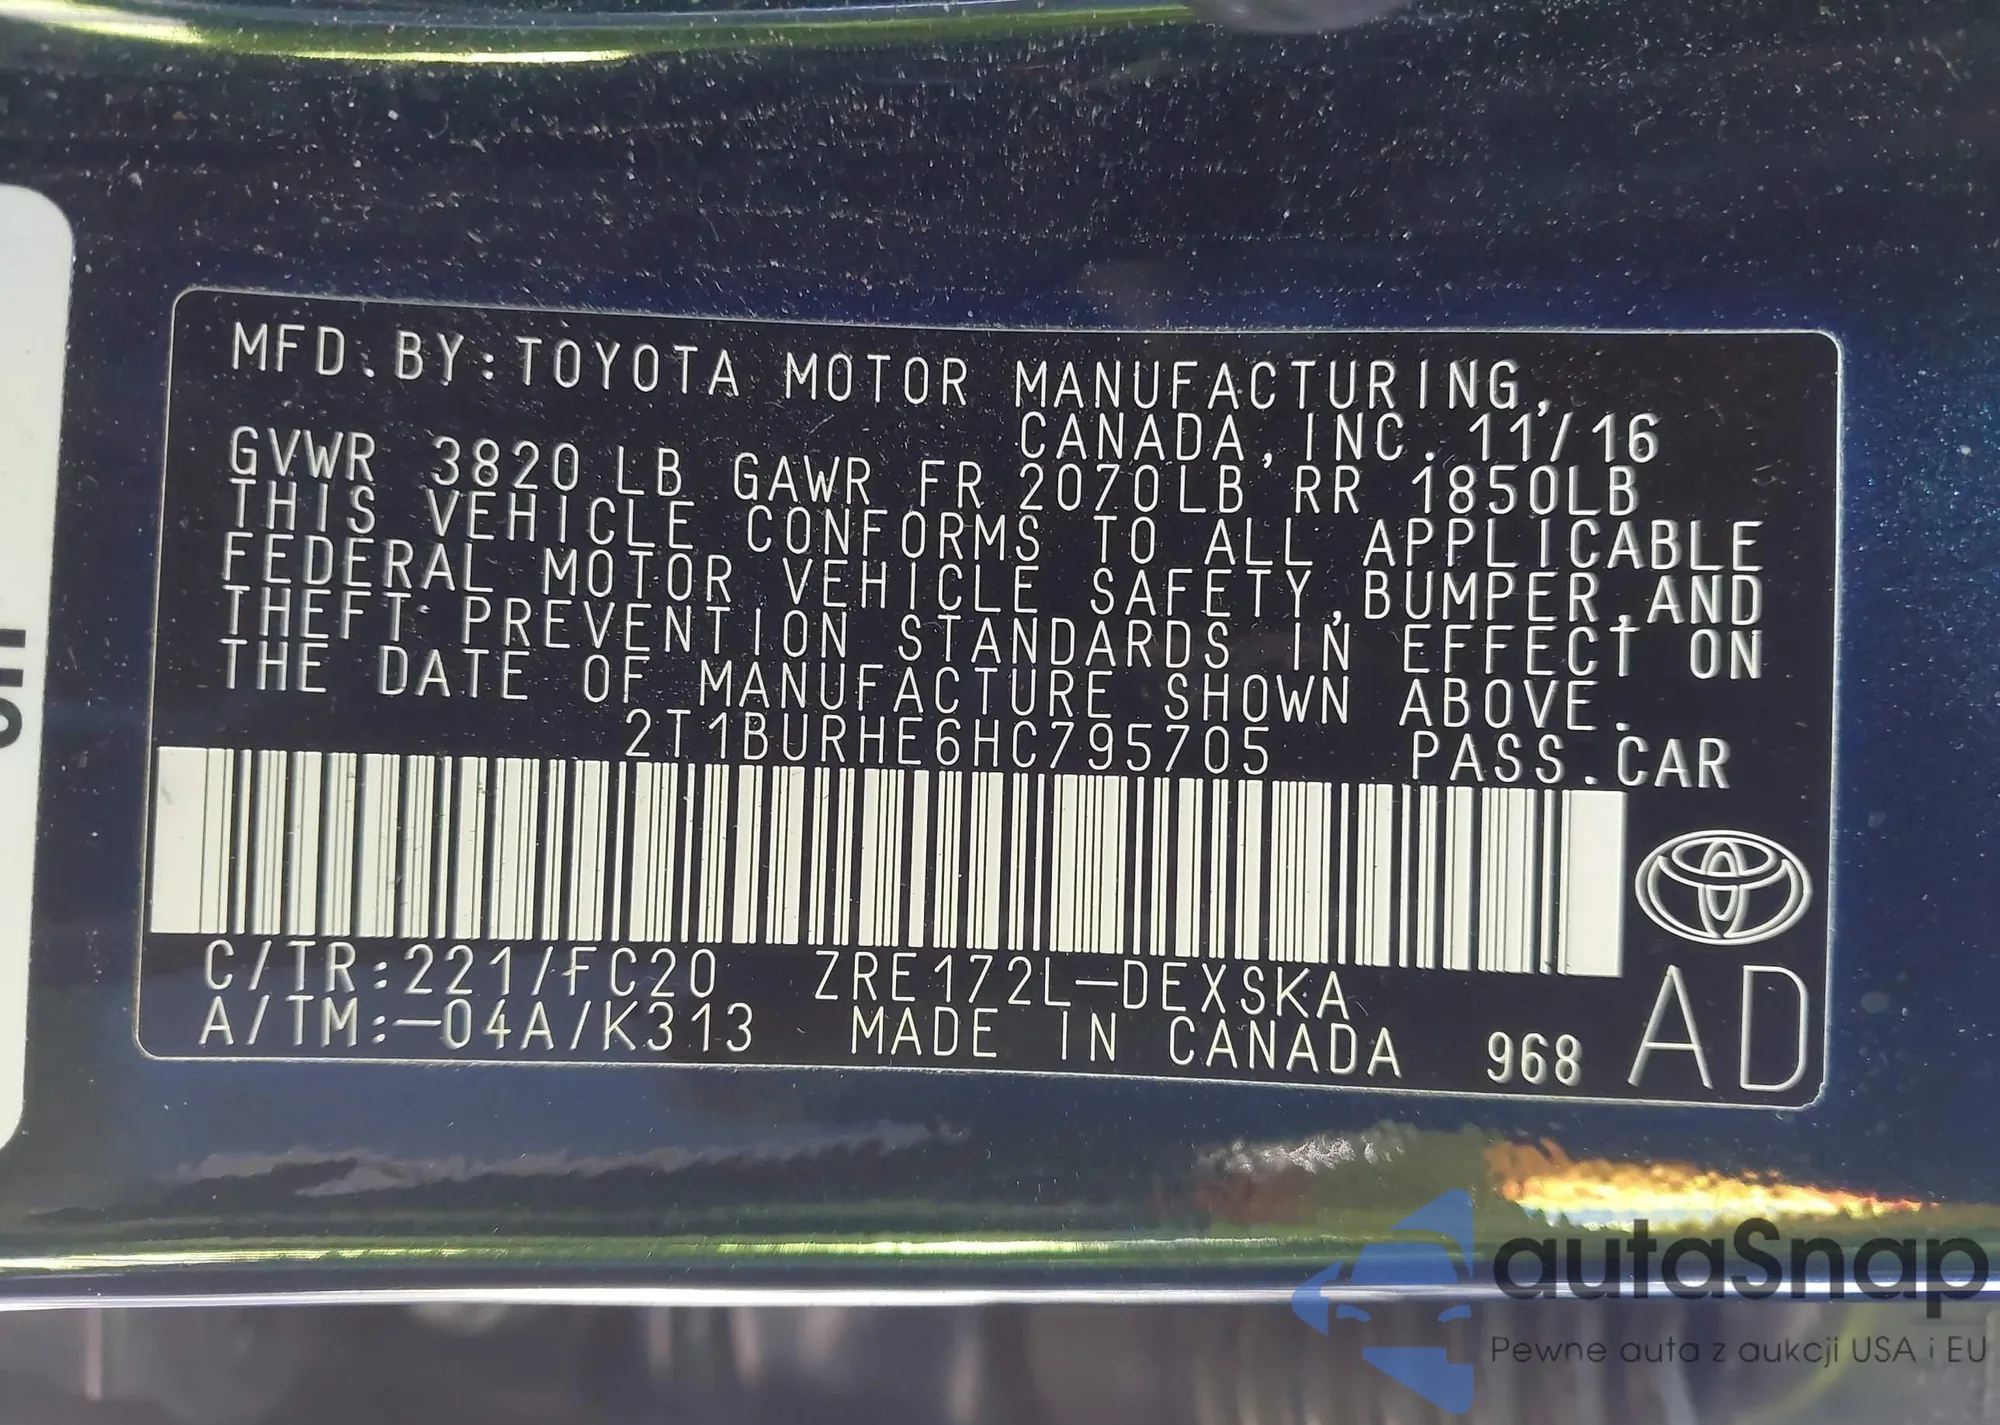 MFD.BY:TOYOTA MOTOR MANUFACTURING,
CANADA,INC. 11/16
GVWR 3820 LB GAWR FR 2070LB RR 1850LB
THIS VEHICLE CONFORMS TO ALL APPLICABLE
FEDERAL MOTOR VEHICLE SAFETY,BUMPER,AND
THEFT PREVENTION STANDARDS IN EFFECT ON
THE DATE OF MANUFACTURE SHOWN ABOVE.
2T1BURHE6HC795705 PASS.CAR
C/TR:221/FC20 ZRE172L-DEXSKA
A/TM:-04A/K313 MADE IN CANADA 968 AD
autaSnap
Pewne auta z aukcji USA i EU